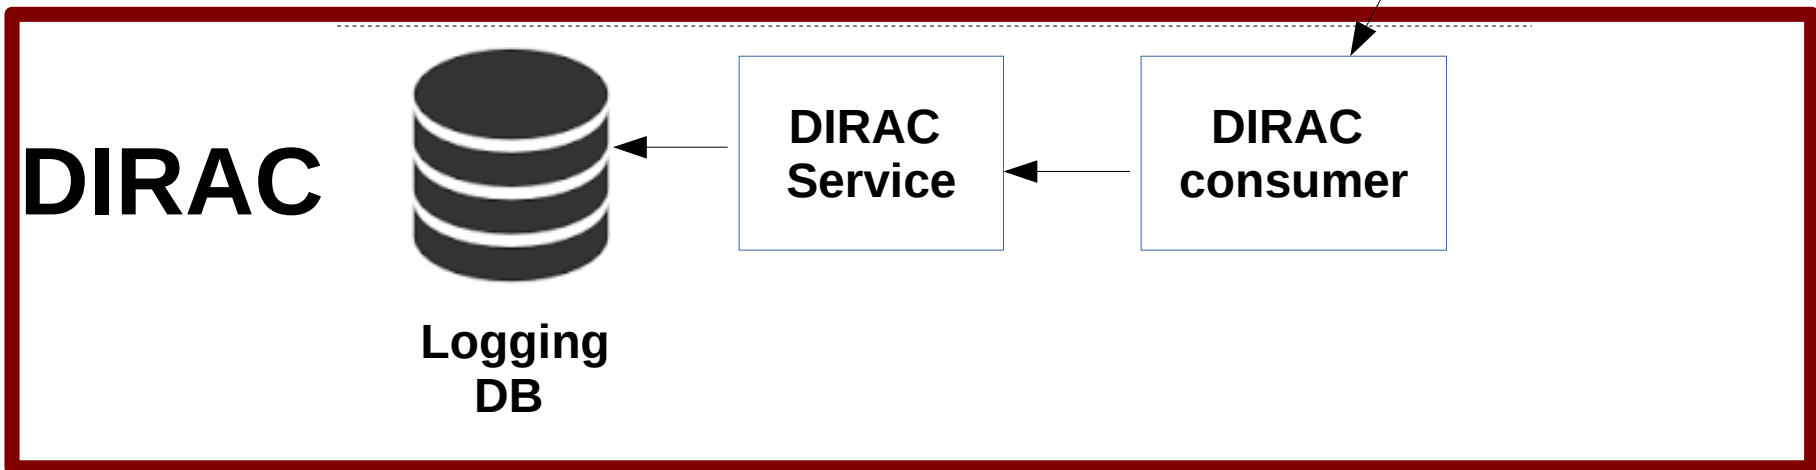 DIRAC
DIRAC
Service
DIRAC
consumer
Logging
DB